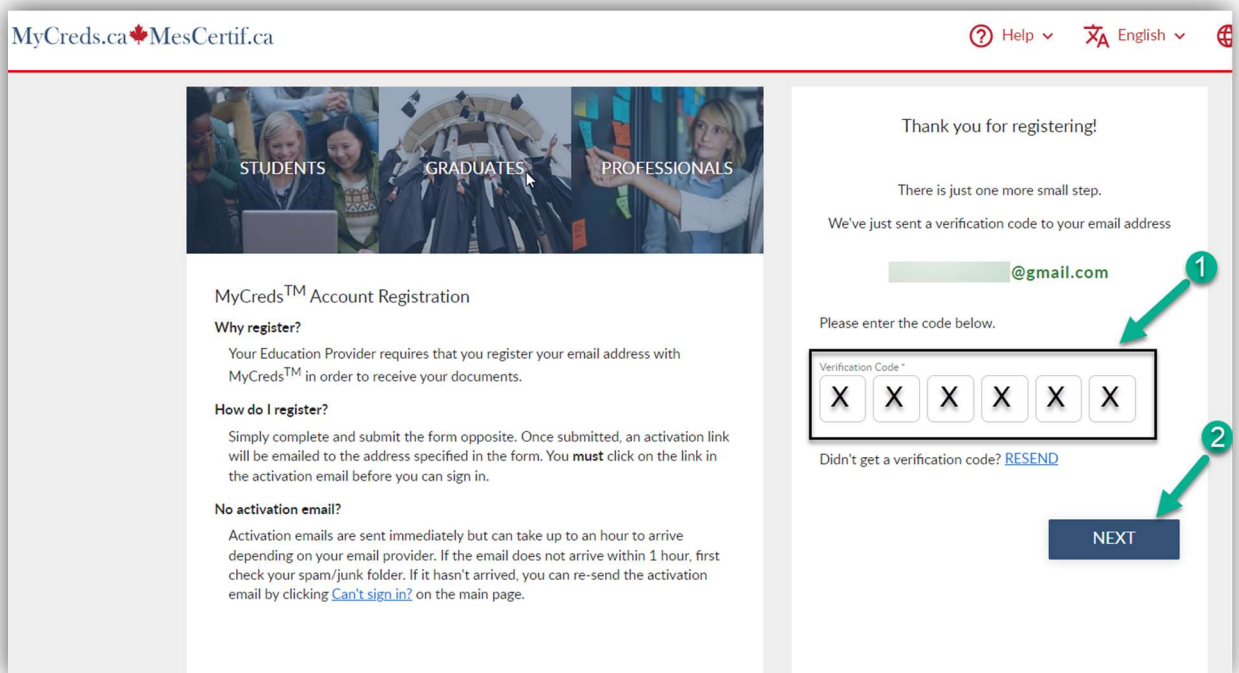 MyCreds.ca MesCertif.ca
Help
English
STUDENTS
GRADUATES
PROFESSIONALS
MyCreds™ Account Registration
Why register?
Your Education Provider requires that you register your email address with
MyCreds™ in order to receive your documents.
How do I register?
Simply complete and submit the form opposite. Once submitted, an activation link
will be emailed to the address specified in the form. You must click on the link in
the activation email before you can sign in.
No activation email?
Activation emails are sent immediately but can take up to an hour to arrive
depending on your email provider. If the email does not arrive within 1 hour, first
check your spam/junk folder. If it hasn't arrived, you can re-send the activation
email by clicking Can't sign in? on the main page.
Thank you for registering!
There is just one more small step.
We've just sent a verification code to your email address
@gmail.com
1
Please enter the code below.
Verification Code *
X X X X X X
2
Didn't get a verification code? RESEND
NEXT